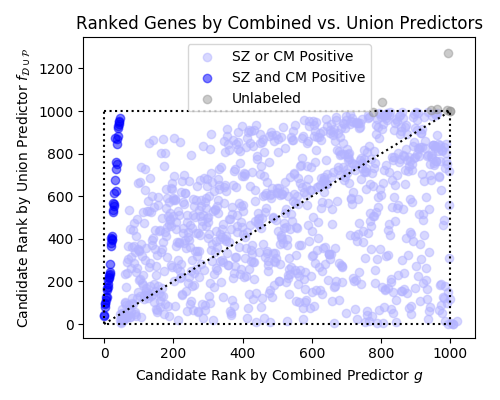 Ranked Genes by Combined vs. Union Predictors
SZ or CM Positive
SZ and CM Positive
Unlabeled
Candidate Rank by Union Predictor f_{D∪P}
1200
1000
800
600
400
200
0
0 200 400 600 800 1000
Candidate Rank by Combined Predictor g